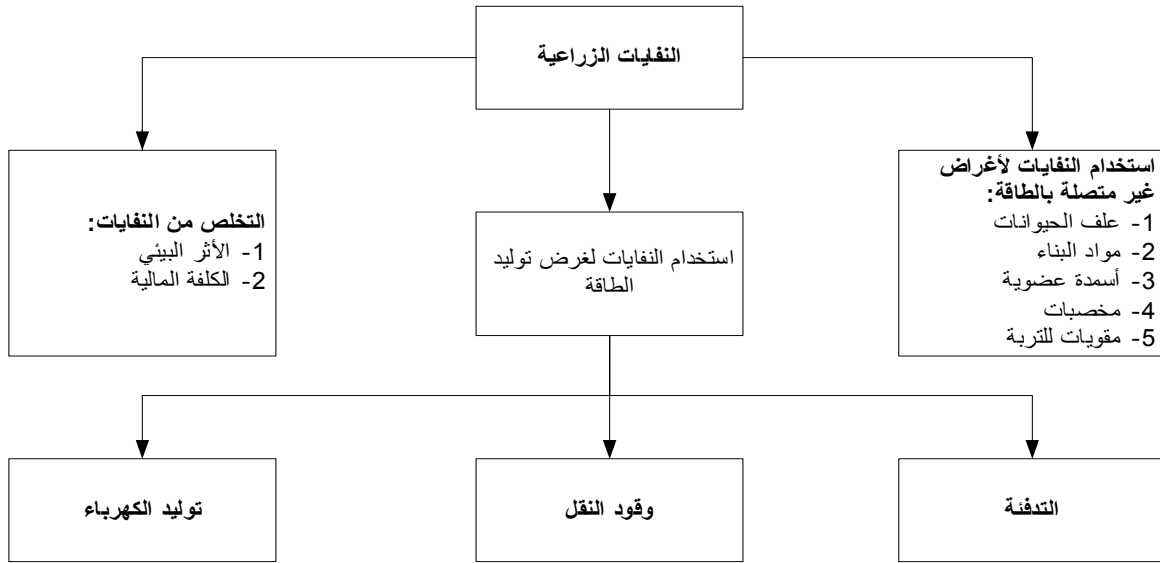 النفايات الزراعية
استخدام النفايات لأغراض
غير متصلة بالطاقة:
1- علف الحيوانات
2- مواد البناء
3- أسمدة عضوية
4- مخصبات
5- مقويات للتربة
استخدام النفايات لغرض توليد
الطاقة
التخلص من النفايات:
1- الأثر البيئي
2- الكلفة المالية
التدفئة
وقود النقل
توليد الكهرباء